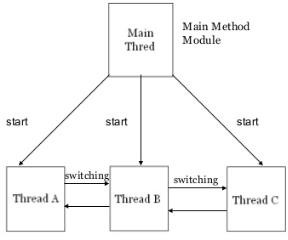 Main
Thred
Main Method
Module
start
start
start
switching
switching
Thread A
Thread B
Thread C